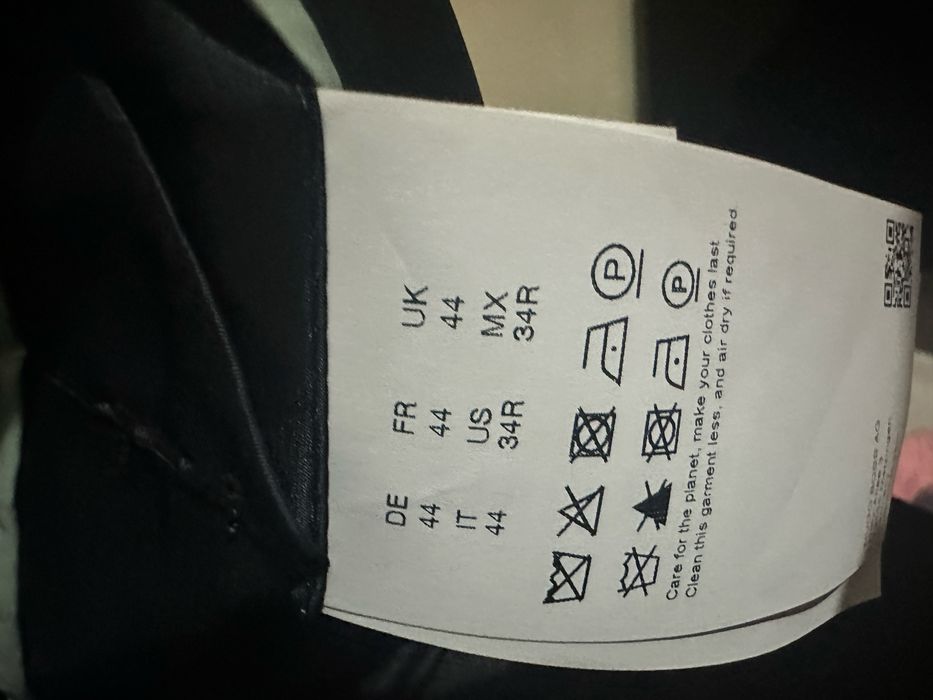 DE FR UK
44 44 44
IT US MX
44 34R 34R
P
P
Care for the planet, make your clothes last
Clean this garment less, and air dry if required.